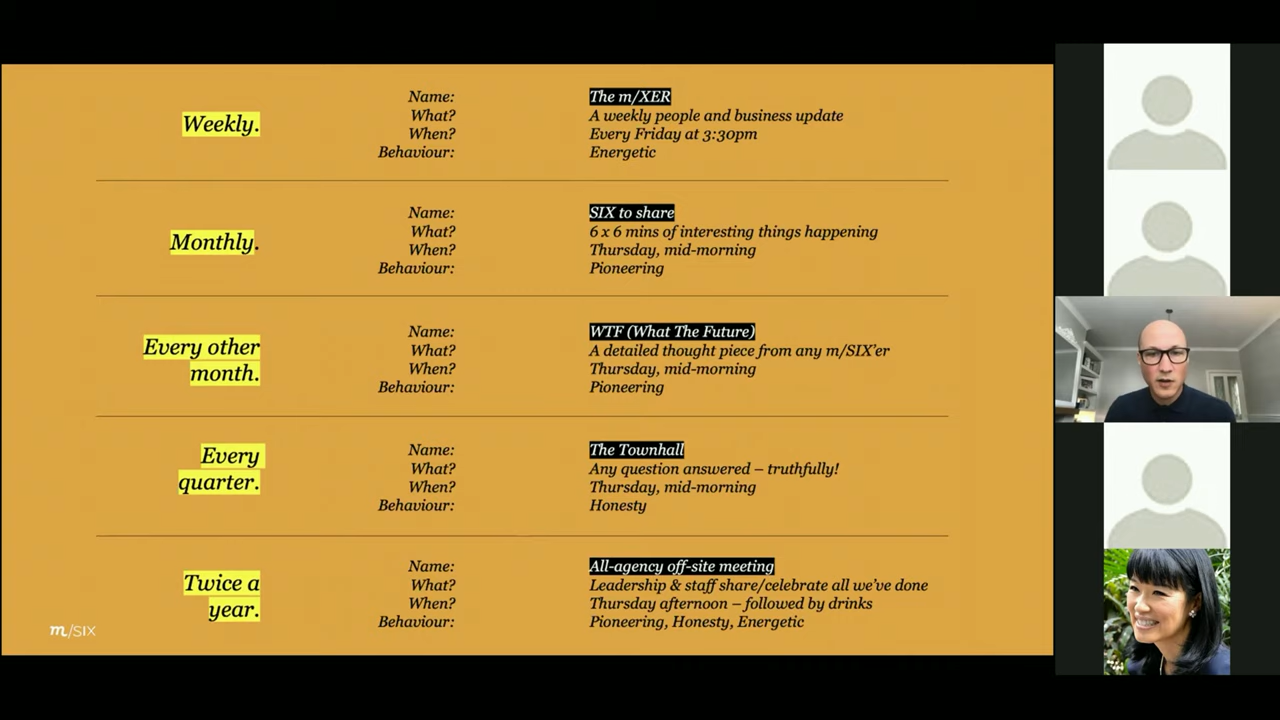 Weekly.
Name: The m/XER
What? A weekly people and business update
When? Every Friday at 3:30pm
Behaviour: Energetic
Monthly.
Name: SIX to share
What? 6 x 6 mins of interesting things happening
When? Thursday, mid-morning
Behaviour: Pioneering
Every other
month.
Name: WTF (What The Future)
What? A detailed thought piece from any m/SIX'er
When? Thursday, mid-morning
Behaviour: Pioneering
Every
quarter.
Name: The Townhall
What? Any question answered – truthfully!
When? Thursday, mid-morning
Behaviour: Honesty
Twice a
year.
Name: All-agency off-site meeting
What? Leadership & staff share/celebrate all we've done
When? Thursday afternoon – followed by drinks
Behaviour: Pioneering, Honesty, Energetic
m/SIX